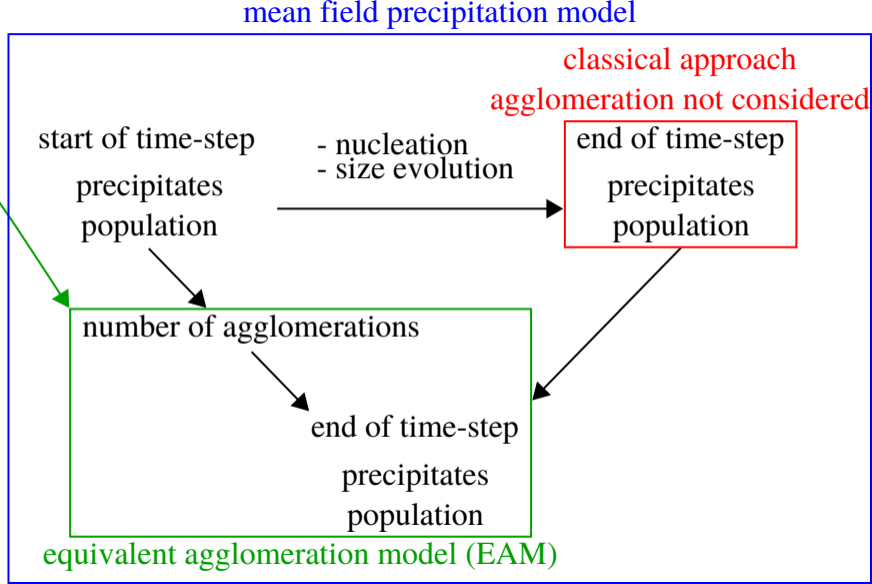 mean field precipitation model
classical approach
agglomeration not considered
start of time-step
precipitates
population
- nucleation
- size evolution
end of time-step
precipitates
population
number of agglomerations
end of time-step
precipitates
population
equivalent agglomeration model (EAM)